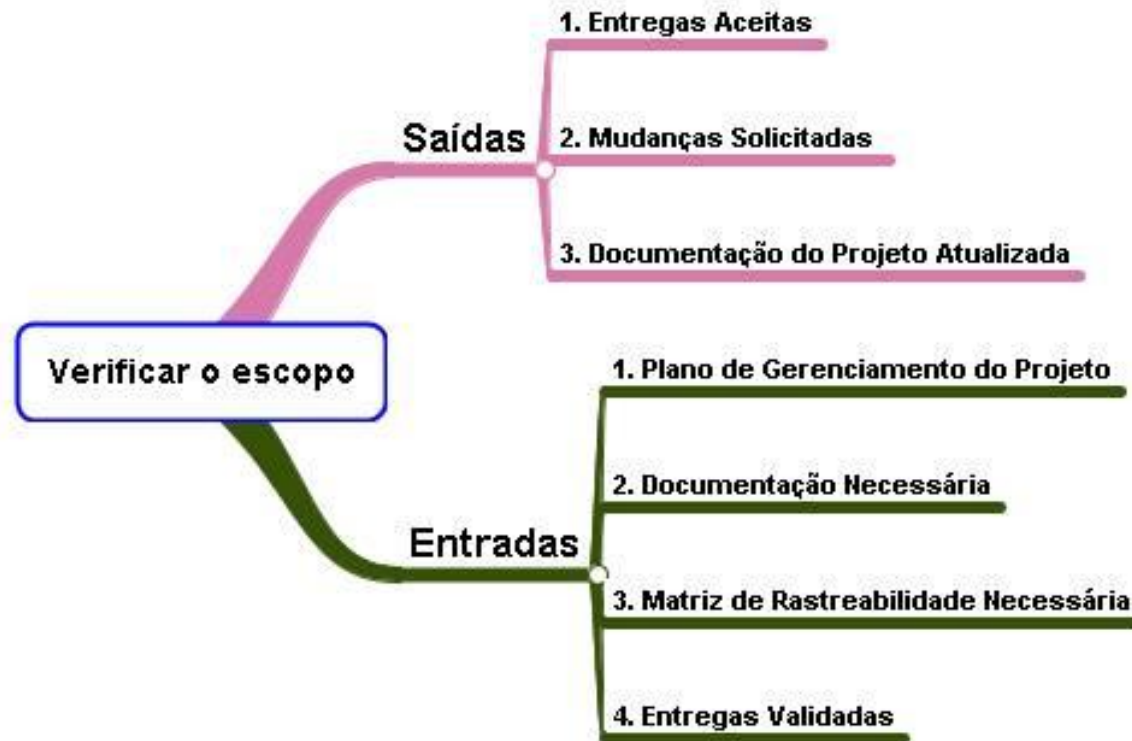 1. Entregas Aceitas
Saídas
2. Mudanças Solicitadas
3. Documentação do Projeto Atualizada
Verificar o escopo
1. Plano de Gerenciamento do Projeto
2. Documentação Necessária
Entradas
3. Matriz de Rastreabilidade Necessária
4. Entregas Validadas